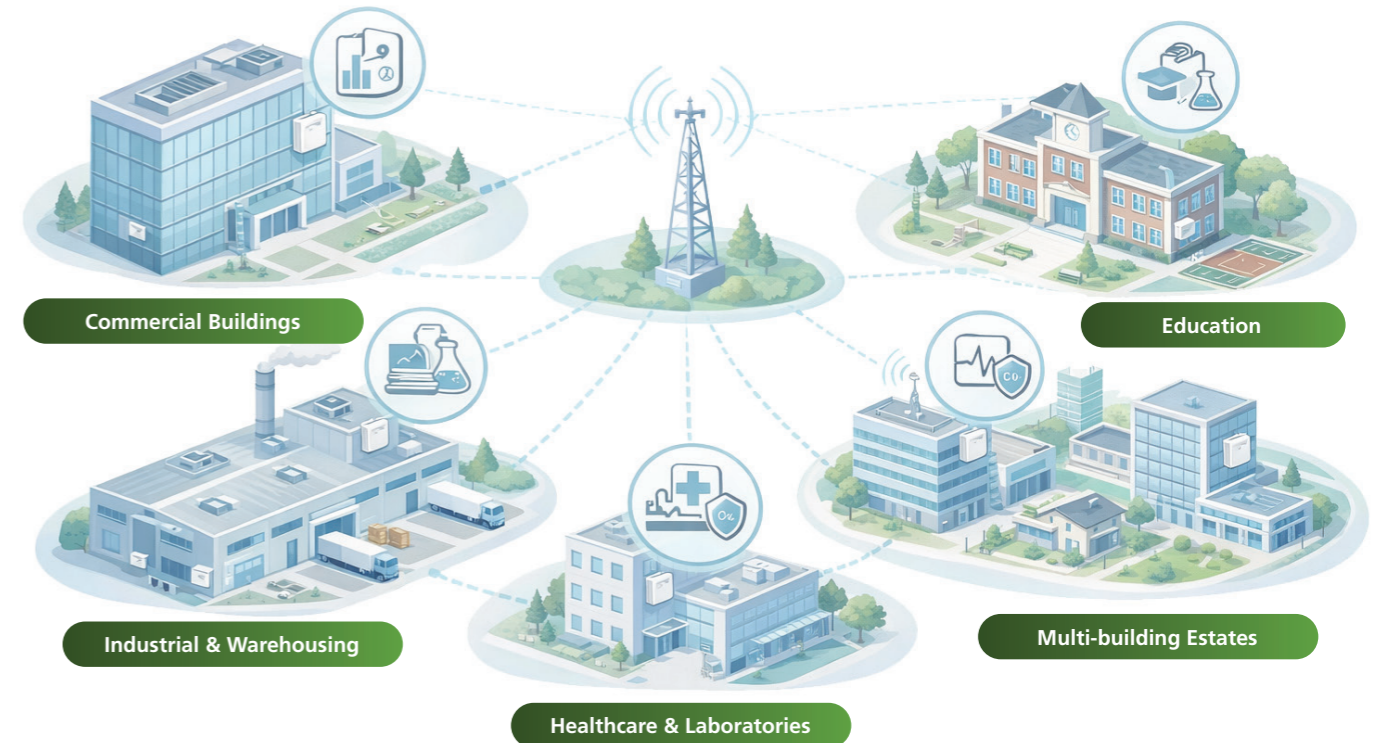 Commercial Buildings
Education
Industrial & Warehousing
Multi-building Estates
Healthcare & Laboratories